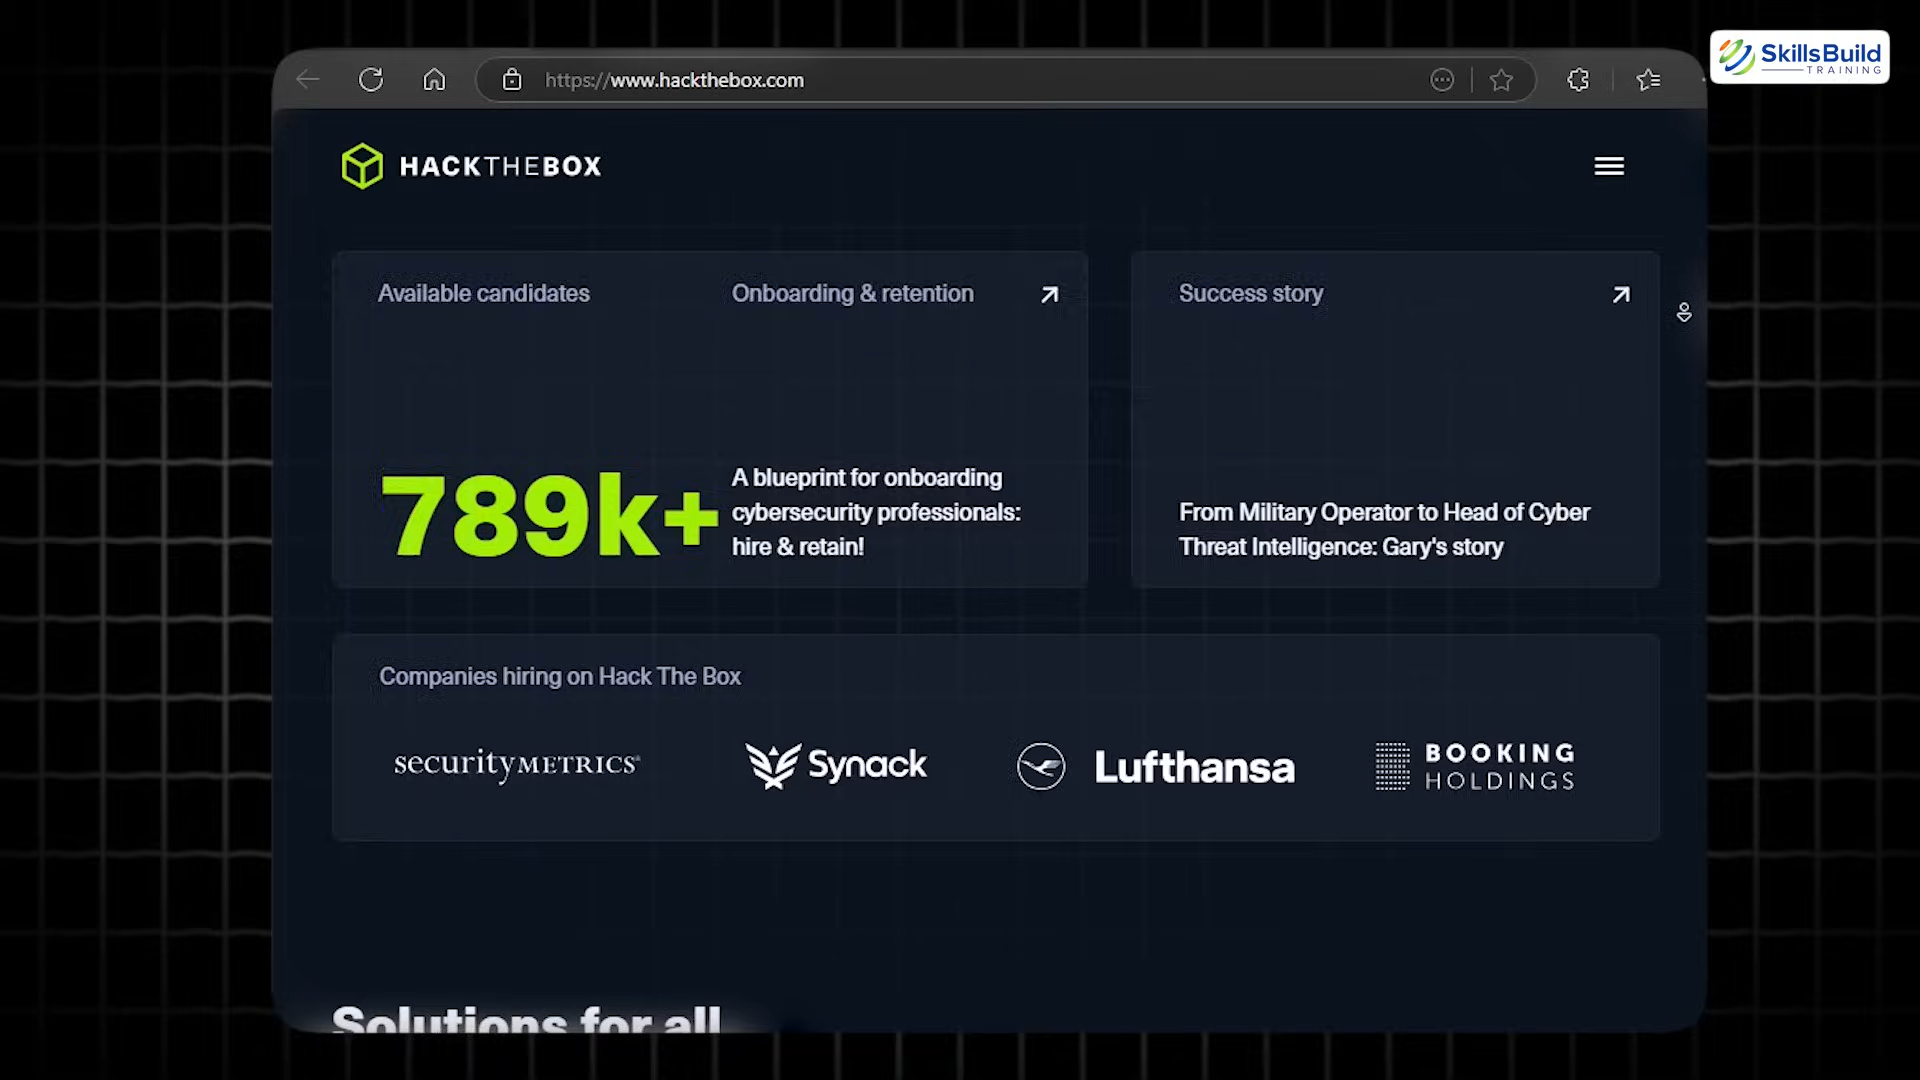 SkillsBuild
TRAINING
https://www.hackthebox.com
HACKTHEBOX
Available candidates
789k+
Onboarding & retention
A blueprint for onboarding
cybersecurity professionals:
hire & retain!
Success story
From Military Operator to Head of Cyber
Threat Intelligence: Gary's story
Companies hiring on Hack The Box
securityMETRICS®
Synack
Lufthansa
BOOKING
HOLDINGS
Solutions for all